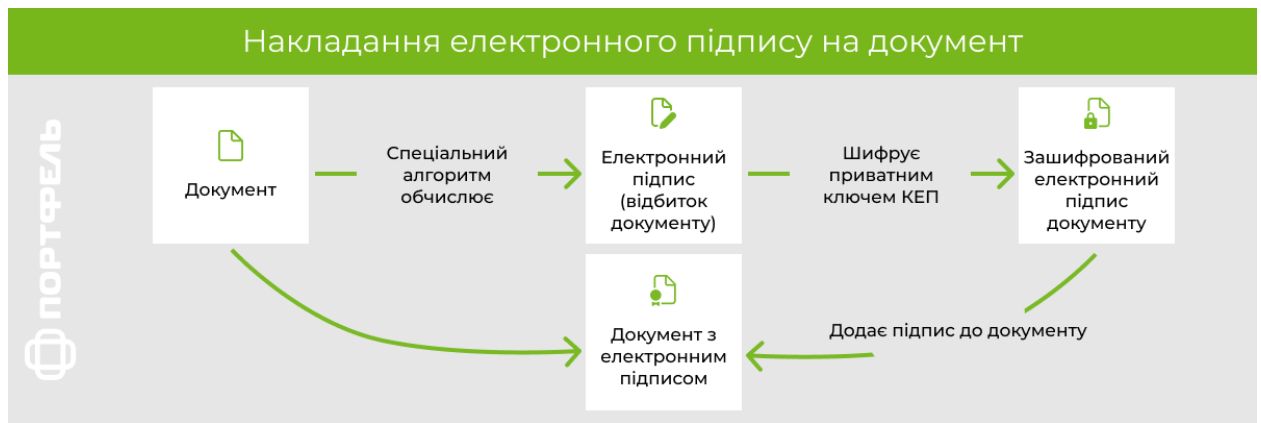 Накладання електронного підпису на документ
ПОРТФЕЛЬ
Документ
Спеціальний
алгоритм
обчислює
Електронний
підпис
(відбиток
документу)
Шифрує
приватним
ключем КЕП
Зашифрований
електронний
підпис
документу
Документ з
електронним
підписом
Додає підпис до документу